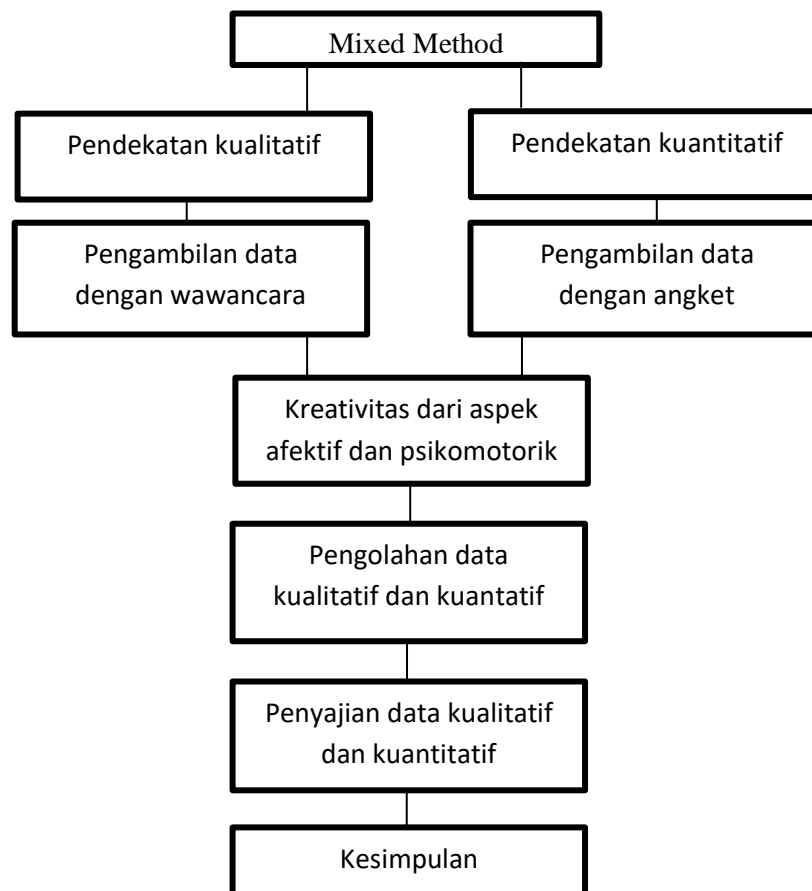 Mixed Method
Pendekatan kualitatif
Pendekatan kuantitatif
Pengambilan data
dengan wawancara
Pengambilan data
dengan angket
Kreativitas dari aspek
afektif dan psikomotorik
Pengolahan data
kualitatif dan kuantatif
Penyajian data kualitatif
dan kuantitatif
Kesimpulan